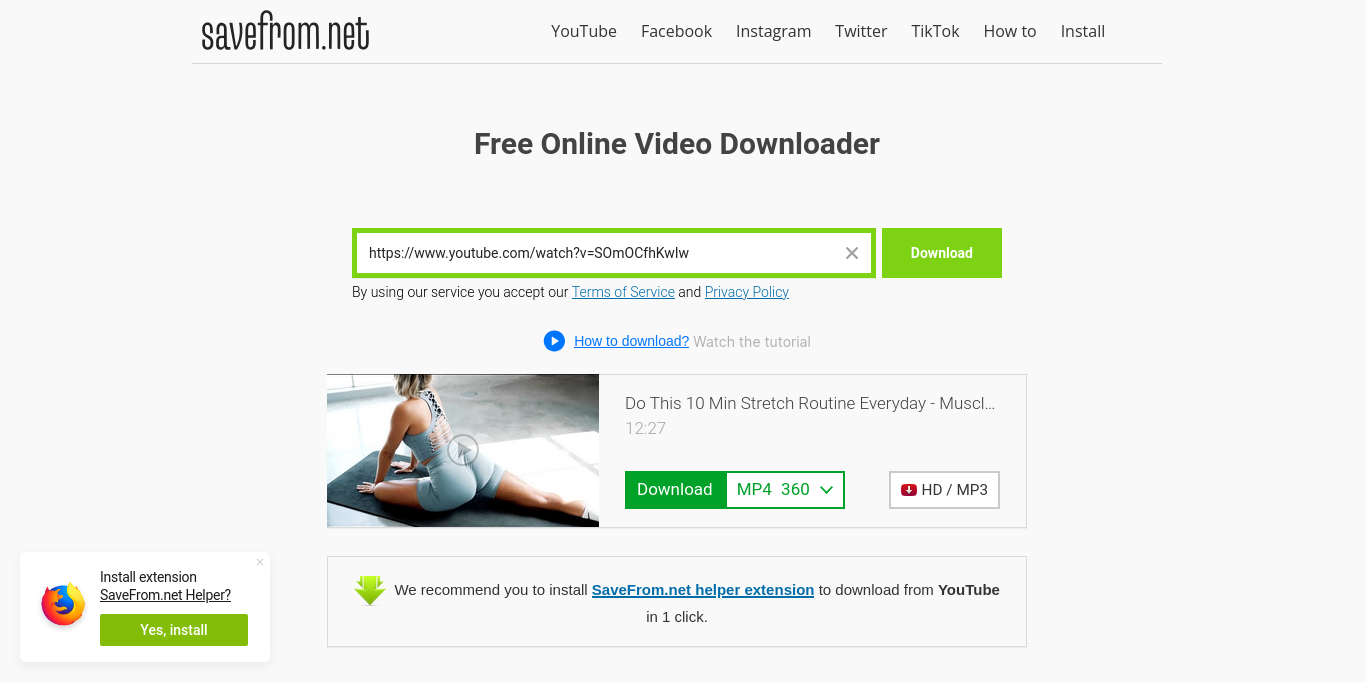 savefrom.net
YouTube Facebook Instagram Twitter TikTok How to Install
Free Online Video Downloader
https://www.youtube.com/watch?v=SOmOCfhKwIw
Download
By using our service you accept our Terms of Service and Privacy Policy
How to download? Watch the tutorial
Do This 10 Min Stretch Routine Everyday - Muscl...
12:27
Download MP4 360
HD / MP3
We recommend you to install SaveFrom.net helper extension to download from YouTube
in 1 click.
Install extension
SaveFrom.net Helper?
Yes, install